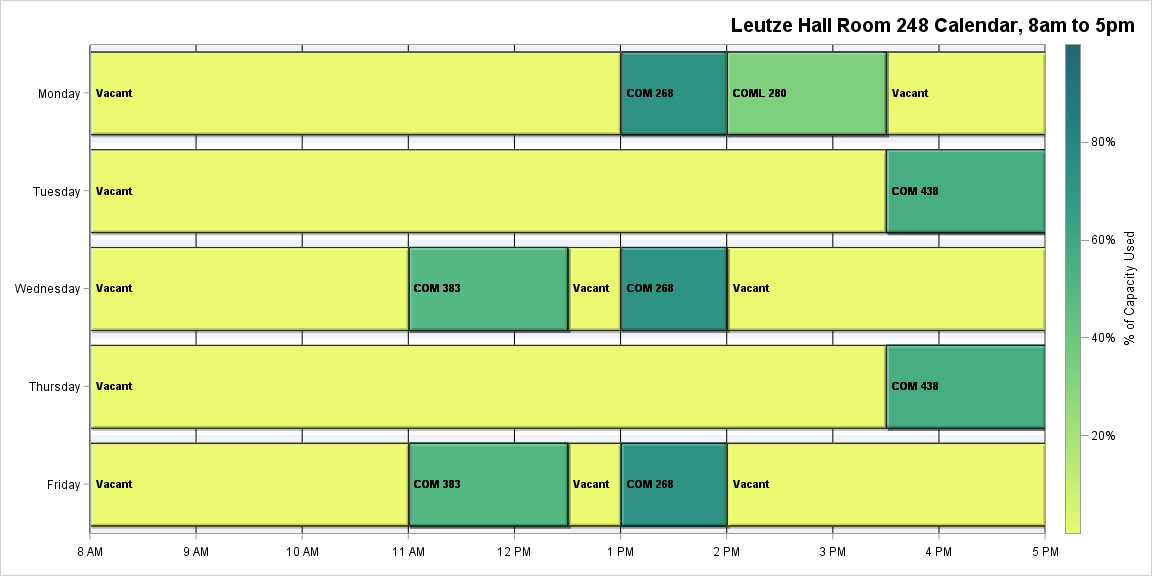 Leutze Hall Room 248 Calendar, 8am to 5pm
Monday
Vacant
COM 268
COML 280
Vacant
Tuesday
Vacant
COM 438
Wednesday
Vacant
COM 383
Vacant
COM 268
Vacant
Thursday
Vacant
COM 438
Friday
Vacant
COM 383
Vacant
COM 268
Vacant
8 AM
9 AM
10 AM
11 AM
12 PM
1 PM
2 PM
3 PM
4 PM
5 PM
80%
60%
40%
20%
% of Capacity Used